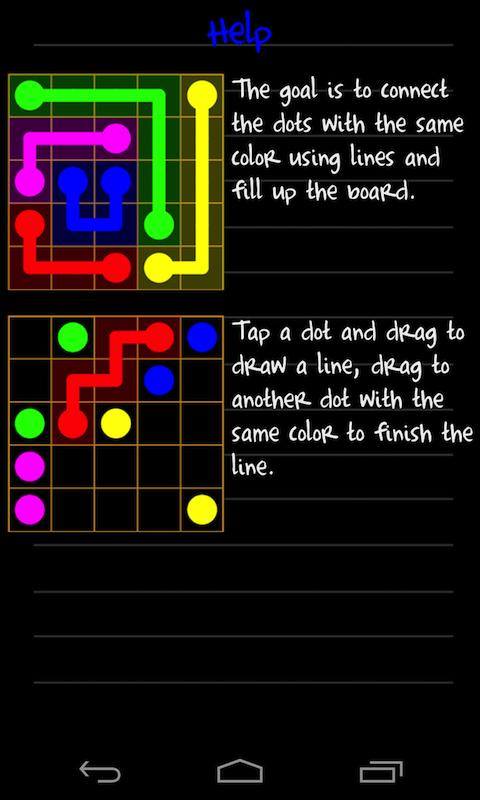 Help
The goal is to connect
the dots with the same
color using lines and
fill up the board.
Tap a dot and drag to
draw a line, drag to
another dot with the
same color to finish the
line.